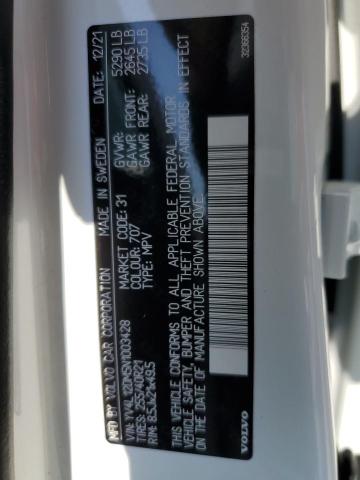 MFD BY VOLVO CAR CORPORATION MADE IN SWEDEN DATE: 12/21
GVWR: 5290 LB
MARKET CODE: 31 GAWR FRONT: 2645 LB
COLOUR: 707 GAWR REAR: 2735 LB
TYPE: MPV
VEHICLE CONFORMS TO ALL APPLICABLE FEDERAL MOTOR
VEHICLE SAFETY, BUMPER AND THEFT PREVENTION STANDARDS IN EFFECT
ON THE DATE OF MANUFACTURE SHOWN ABOVE.
VOLVO 32366354